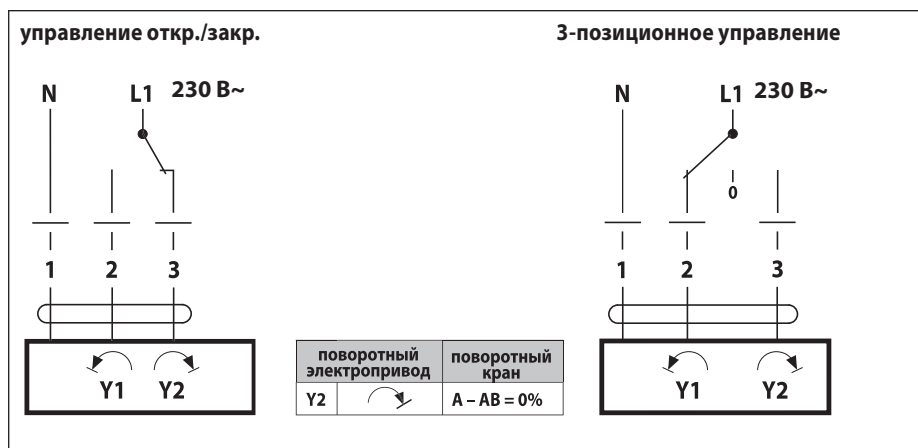 управление откр./закр.
3-позиционное управление
N L1 230 В~
N L1 230 В~
0
1 2 3
1 2 3
Y1 Y2
поворотный электропривод
поворотный кран
Y2 A – AB = 0%
Y1 Y2